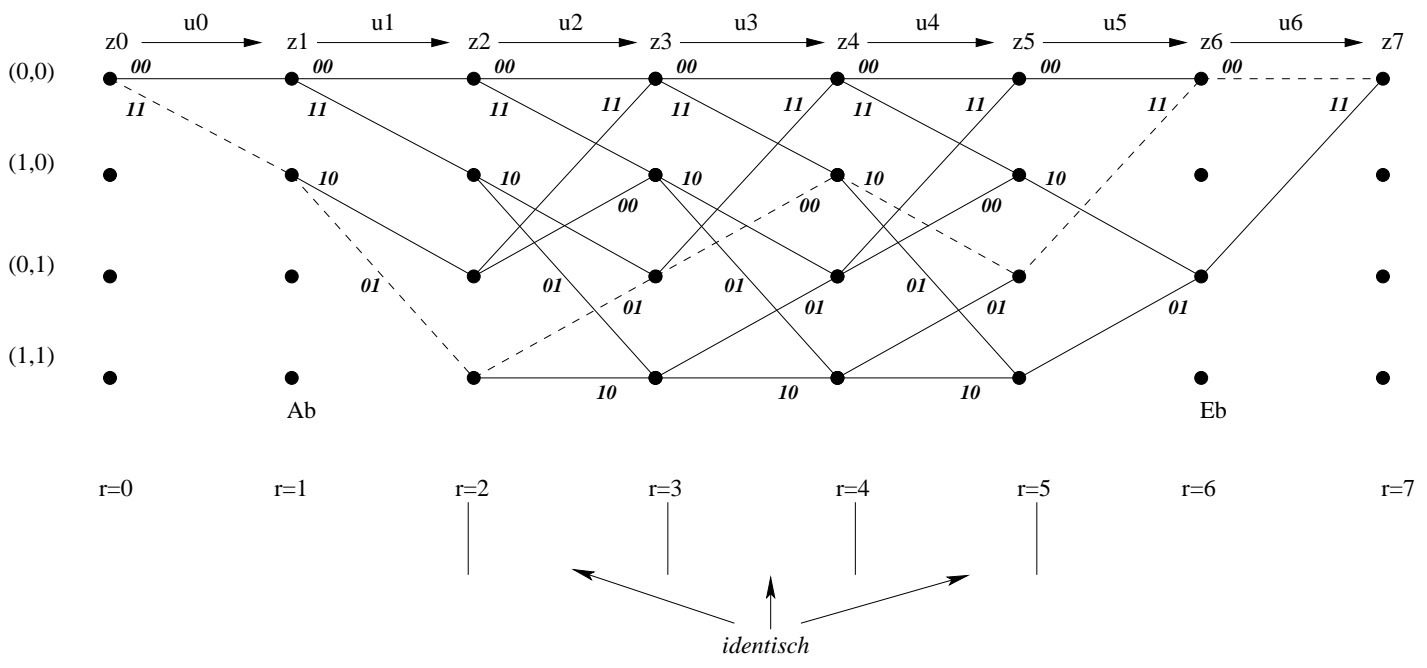 u0 u1 u2 u3 u4 u5 u6
z0 z1 z2 z3 z4 z5 z6 z7
(0,0) 00 00 00 00 00 00 00
11 11 11 11 11 11 11 11 11 11 11
(1,0) 10 10 10 10 10
00 00 00
(0,1)
01 01 01 01
01 01 01 01
(1,1)
10 10 10
Ab Eb
r=0 r=1 r=2 r=3 r=4 r=5 r=6 r=7
identisch